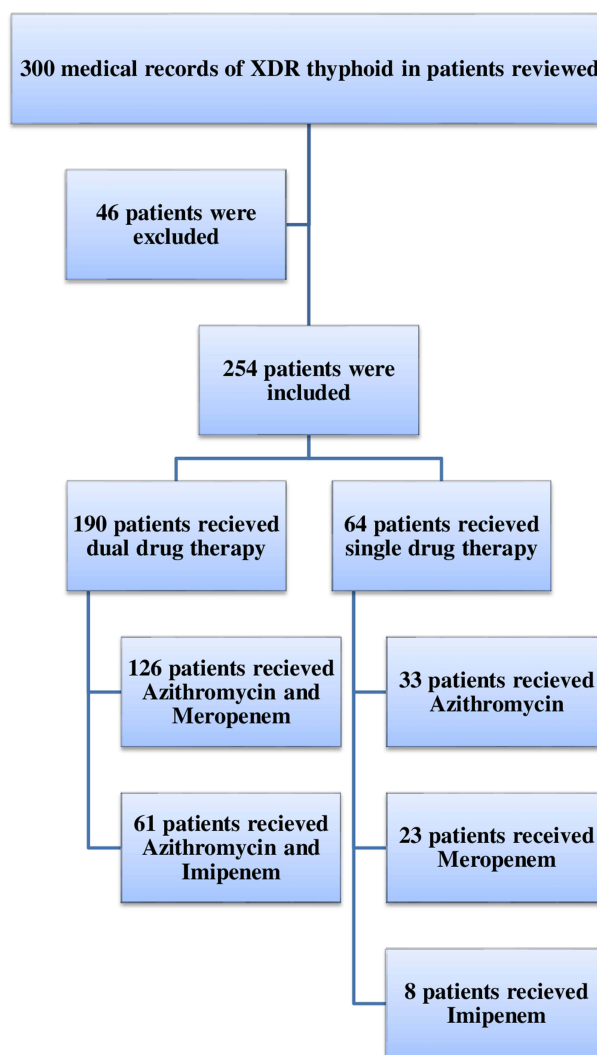 300 medical records of XDR thyphoid in patients reviewed
46 patients were
excluded
254 patients were
included
190 patients recieved
dual drug therapy
64 patients recieved
single drug therapy
126 patients recieved
Azithromycin and
Meropenem
33 patients recieved
Azithromycin
61 patients recieved
Azithromycin and
Imipenem
23 patients received
Meropenem
8 patients recieved
Imipenem